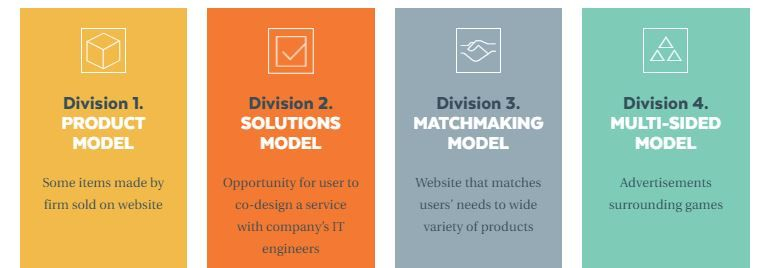 Division 1.
PRODUCT
MODEL
Some items made by
firm sold on website
Division 2.
SOLUTIONS
MODEL
Opportunity for user to
co-design a service
with company's IT
engineers
Division 3.
MATCHMAKING
MODEL
Website that matches
users' needs to wide
variety of products
Division 4.
MULTI-SIDED
MODEL
Advertisements
surrounding games